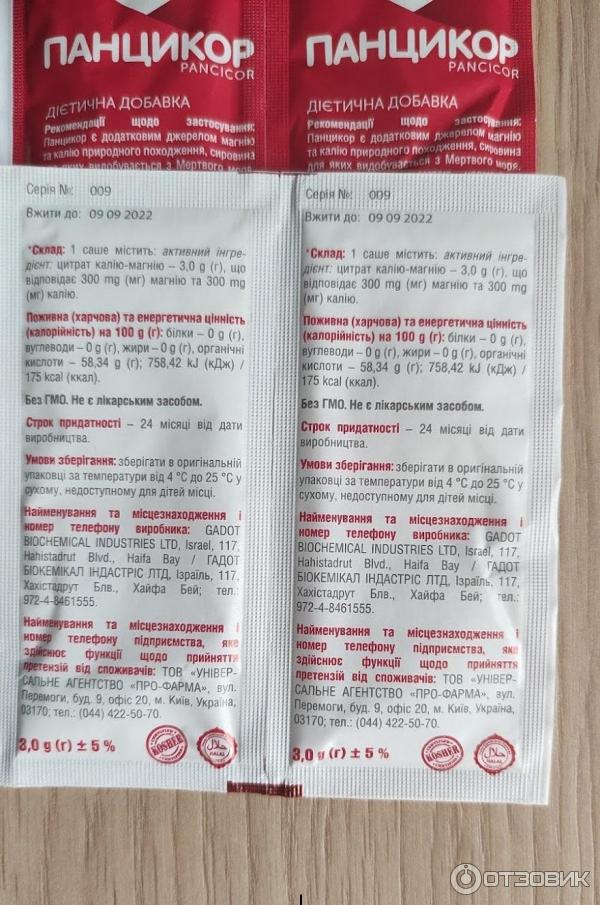 ПАНЦИКОР
PANCICOR
ДІЄТИЧНА ДОБАВКА
Рекомендації щодо застосування:
Панцикор є додатковим джерелом магнію
та калію природного походження, сировина
для яких видобувається з Мертвого моря.
ПАНЦИКОР
PANCICOR
ДІЄТИЧНА ДОБАВКА
Рекомендації щодо застосування:
Панцикор є додатковим джерелом магнію
та калію природного походження, сировина
для яких видобувається з Мертвого моря.
Серія №: 009
Вжити до: 09 09 2022
*Склад: 1 саше містить: активний інгре-
дієнт: цитрат калію-магнію – 3,0 g (г), що
відповідає 300 mg (мг) магнію та 300 mg
(мг) калію.
Поживна (харчова) та енергетична цінність
(калорійність) на 100 g (г): білки – 0 g (г),
вуглеводи – 0 g (г), жири – 0 g (г), органічні
кислоти – 58,34 g (г); 758,42 kJ (кДж) /
175 kcal (ккал).
Без ГМО. Не є лікарським засобом.
Строк придатності – 24 місяці від дати
виробництва.
Умови зберігання: зберігати в оригінальній
упаковці за температури від 4 °C до 25 °C у
сухому, недоступному для дітей місці.
Найменування та місцезнаходження і
номер телефону виробника: GADOT
BIOCHEMICAL INDUSTRIES LTD, Israel, 117,
Hahistadrut Blvd., Haifa Bay / ГАДОТ
БІОКЕМІКАЛ ІНДАСТРІС ЛТД, Ізраїль, 117,
Хахістадрут Блв., Хайфа Бей; тел.:
972-4-8461555.
Найменування та місцезнаходження і
номер телефону підприємства, яке
здійснює функції щодо прийняття
претензій від споживачів: ТОВ «УНІВЕР-
САЛЬНЕ АГЕНТСТВО «ПРО-ФАРМА», вул.
Перемоги, буд. 9, офіс 20, м. Київ, Україна,
03170; тел.: (044) 422-50-70.
3,0 g (г) ± 5 %
KOSHER
حلال
HALAL
Серія №: 009
Вжити до: 09 09 2022
*Склад: 1 саше містить: активний інгре-
дієнт: цитрат калію-магнію – 3,0 g (г), що
відповідає 300 mg (мг) магнію та 300 mg
(мг) калію.
Поживна (харчова) та енергетична цінність
(калорійність) на 100 g (г): білки – 0 g (г),
вуглеводи – 0 g (г), жири – 0 g (г), органічні
кислоти – 58,34 g (г); 758,42 kJ (кДж) /
175 kcal (ккал).
Без ГМО. Не є лікарським засобом.
Строк придатності – 24 місяці від дати
виробництва.
Умови зберігання: зберігати в оригінальній
упаковці за температури від 4 °C до 25 °C у
сухому, недоступному для дітей місці.
Найменування та місцезнаходження і
номер телефону виробника: GADOT
BIOCHEMICAL INDUSTRIES LTD, Israel, 117,
Hahistadrut Blvd., Haifa Bay / ГАДОТ
БІОКЕМІКАЛ ІНДАСТРІС ЛТД, Ізраїль, 117,
Хахістадрут Блв., Хайфа Бей; тел.:
972-4-8461555.
Найменування та місцезнаходження і
номер телефону підприємства, яке
здійснює функції щодо прийняття
претензій від споживачів: ТОВ «УНІВЕР-
САЛЬНЕ АГЕНТСТВО «ПРО-ФАРМА», вул.
Перемоги, буд. 9, офіс 20, м. Київ, Україна,
03170; тел.: (044) 422-50-70.
3,0 g (г) ± 5 %
KOSHER
حلال
HALAL
ОТЗОВИК